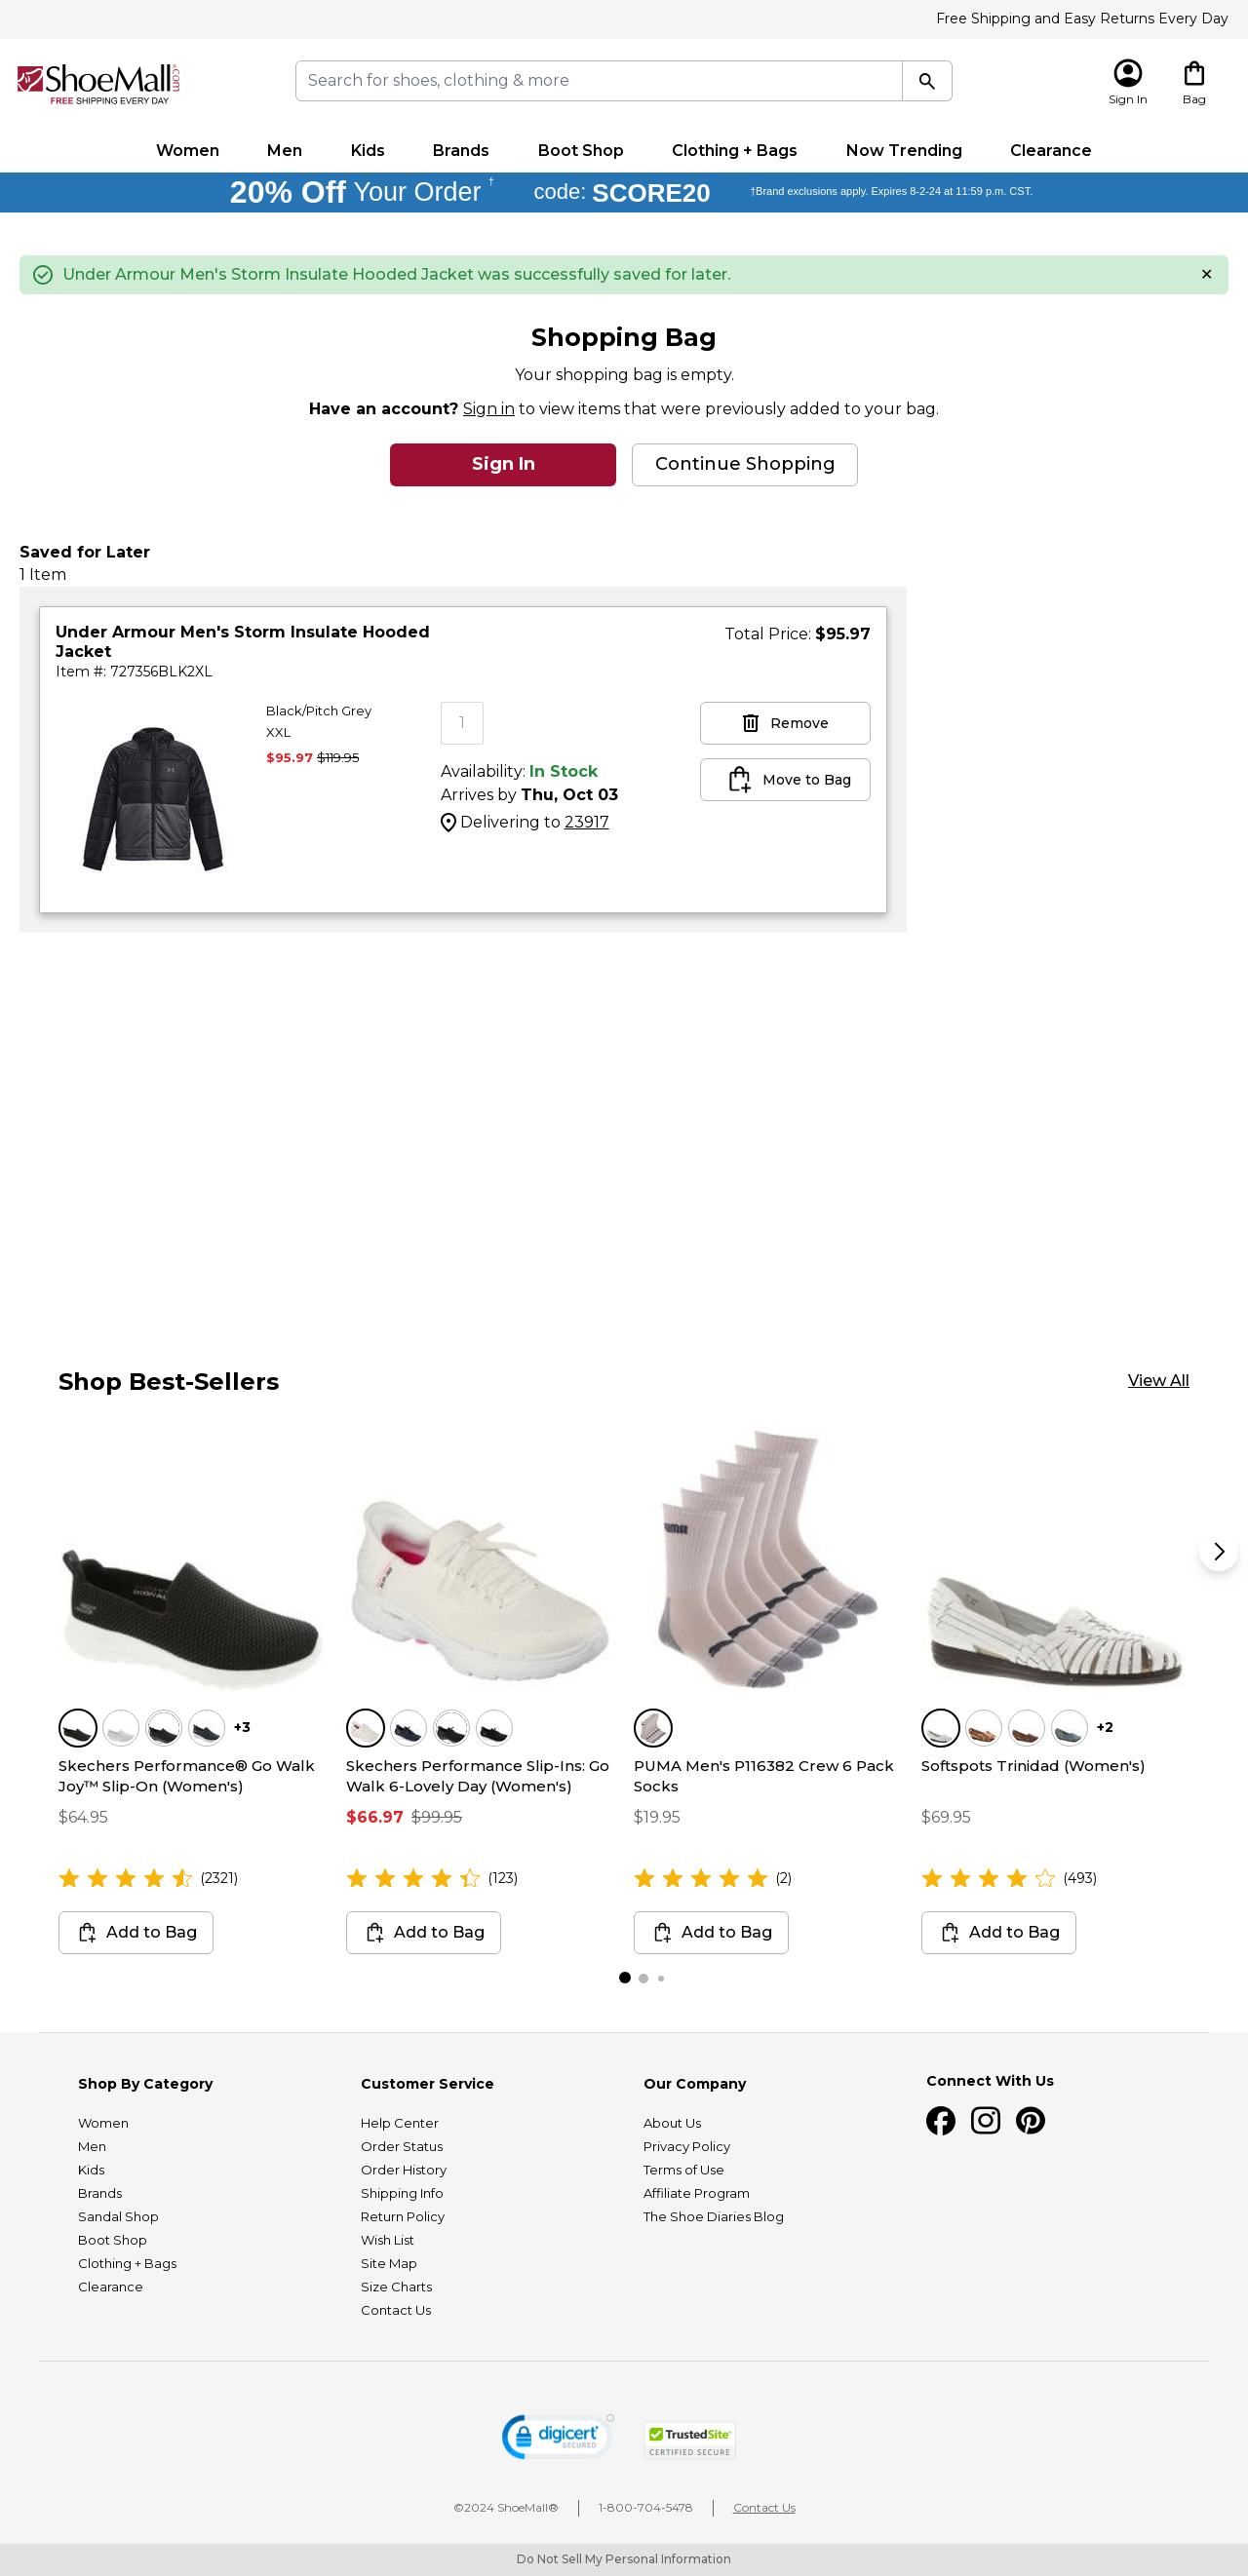 Free Shipping and Easy Returns Every Day
ShoeMall.com
FREE SHIPPING EVERY DAY
Search for shoes, clothing & more
Sign In
Bag
Women
Men
Kids
Brands
Boot Shop
Clothing + Bags
Now Trending
Clearance
20% Off Your Order †
code: SCORE20
†Brand exclusions apply. Expires 8-2-24 at 11:59 p.m. CST.
Under Armour Men's Storm Insulate Hooded Jacket was successfully saved for later.
Shopping Bag
Your shopping bag is empty.
Have an account? Sign in to view items that were previously added to your bag.
Sign In
Continue Shopping
Saved for Later
1 Item
Under Armour Men's Storm Insulate Hooded
Jacket
Item #: 727356BLK2XL
Total Price: $95.97
Black/Pitch Grey
XXL
$95.97 $119.95
1
Availability: In Stock
Arrives by Thu, Oct 03
Delivering to 23917
Remove
Move to Bag
Shop Best-Sellers
View All
+3
Skechers Performance® Go Walk
Joy™ Slip-On (Women's)
$64.95
(2321)
Add to Bag
Skechers Performance Slip-Ins: Go
Walk 6-Lovely Day (Women's)
$66.97 $99.95
(123)
Add to Bag
PUMA Men's P116382 Crew 6 Pack
Socks
$19.95
(2)
Add to Bag
+2
Softspots Trinidad (Women's)
$69.95
(493)
Add to Bag
Shop By Category
Women
Men
Kids
Brands
Sandal Shop
Boot Shop
Clothing + Bags
Clearance
Customer Service
Help Center
Order Status
Order History
Shipping Info
Return Policy
Wish List
Site Map
Size Charts
Contact Us
Our Company
About Us
Privacy Policy
Terms of Use
Affiliate Program
The Shoe Diaries Blog
Connect With Us
digicert
SECURED
TrustedSite
CERTIFIED SECURE
©2024 ShoeMall®
1-800-704-5478
Contact Us
Do Not Sell My Personal Information